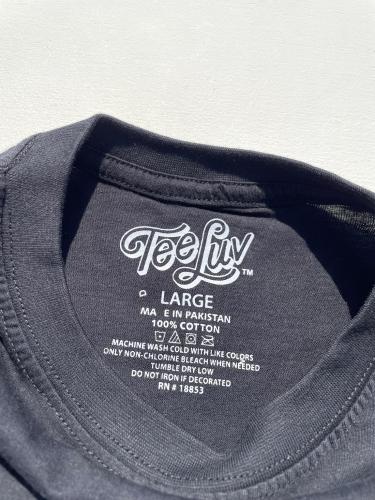 TeeLuv™
LARGE
MA E IN PAKISTAN
100% COTTON
MACHINE WASH COLD WITH LIKE COLORS
ONLY NON-CHLORINE BLEACH WHEN NEEDED
TUMBLE DRY LOW
DO NOT IRON IF DECORATED
RN # 18853